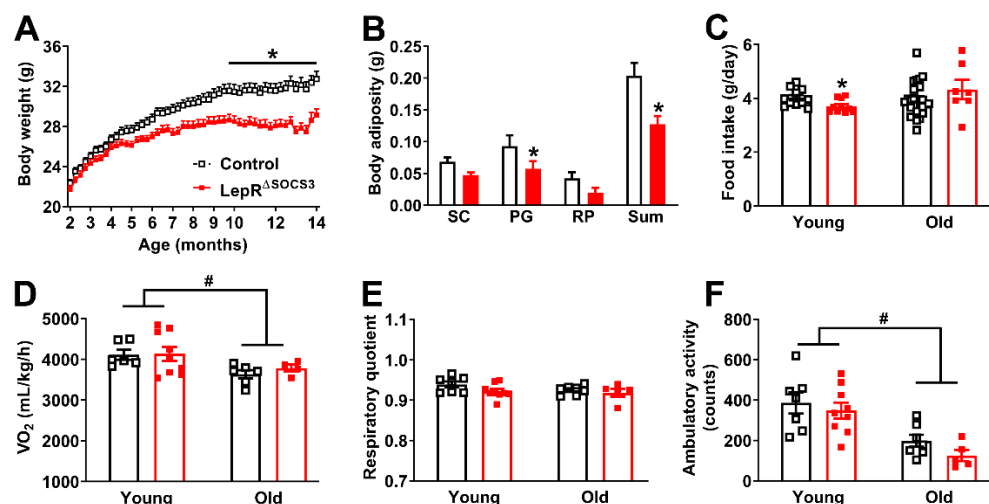 A
Body weight (g)
36
32
28
24
20
*
Control
LepRΔSOCS3
2 3 4 5 6 7 8 9 10 12 14
Age (months)
B
Body adiposity (g)
0.25
0.20
0.15
0.10
0.05
0.00
*
*
SC PG RP Sum
C
Food intake (g/day)
8
6
4
2
0
*
Young Old
D
VO2 (mL/kg/h)
5000
4000
3000
2000
#
Young Old
E
Respiratory quotient
1.1
1.0
0.9
0.8
0.7
Young Old
F
Ambulatory activity
(counts)
800
600
400
200
0
#
Young Old